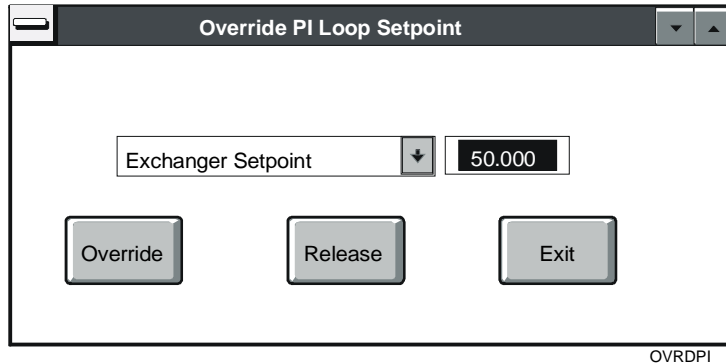 Override PI Loop Setpoint
Exchanger Setpoint 50.000
Override Release Exit
OVRDPI